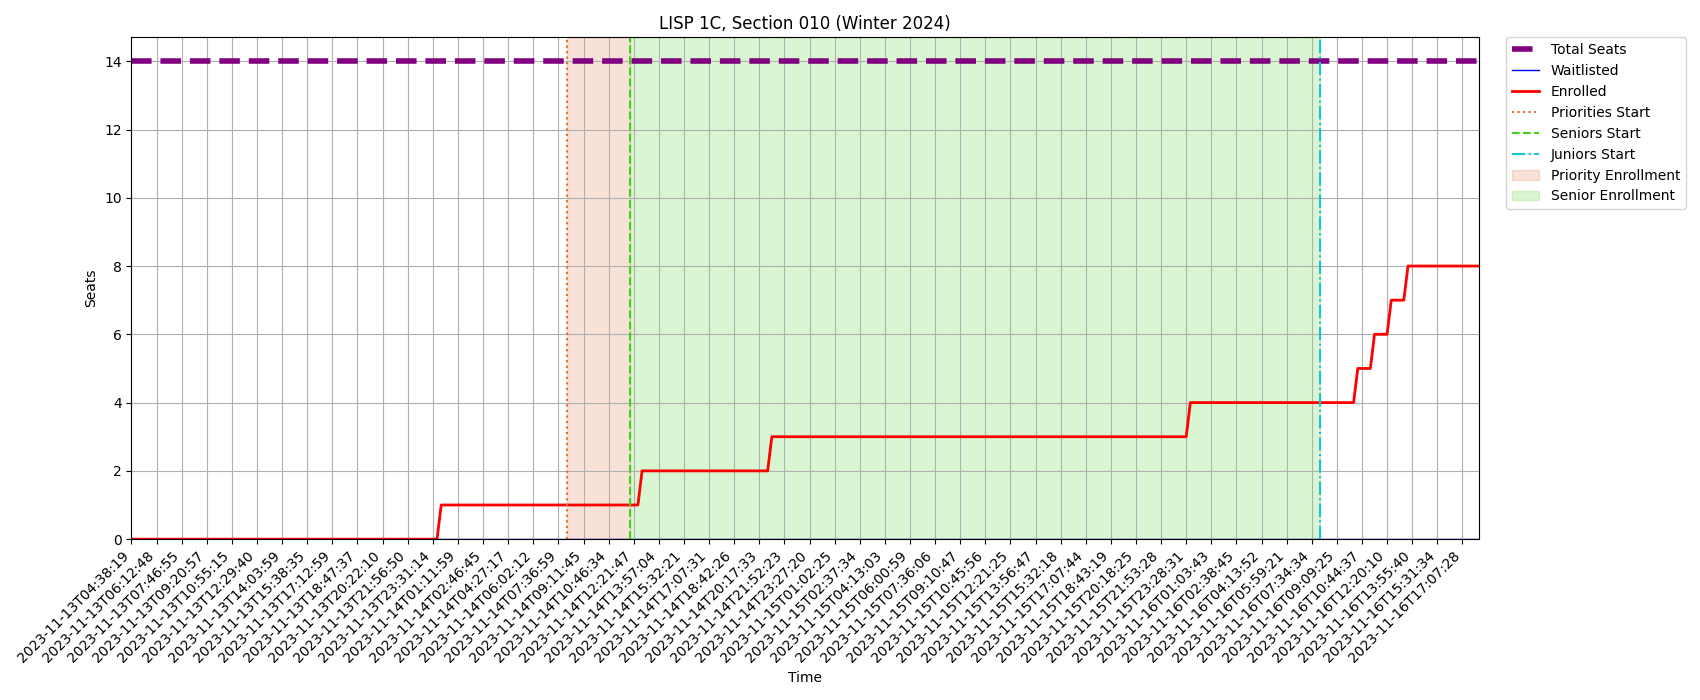 LISP 1C, Section 010 (Winter 2024)
Total Seats
Waitlisted
Enrolled
Priorities Start
Seniors Start
Juniors Start
Priority Enrollment
Senior Enrollment
Seats
14
12
10
8
6
4
2
0
2023-11-13T04:38:19
2023-11-13T06:12:48
2023-11-13T07:46:55
2023-11-13T09:20:57
2023-11-13T10:55:15
2023-11-13T12:29:40
2023-11-13T14:03:59
2023-11-13T15:38:35
2023-11-13T17:12:59
2023-11-13T18:47:37
2023-11-13T20:22:10
2023-11-13T21:56:50
2023-11-13T23:31:14
2023-11-14T01:11:59
2023-11-14T02:46:45
2023-11-14T04:27:17
2023-11-14T06:02:12
2023-11-14T07:36:59
2023-11-14T09:11:45
2023-11-14T10:46:34
2023-11-14T12:21:47
2023-11-14T13:57:04
2023-11-14T15:32:21
2023-11-14T17:07:31
2023-11-14T18:42:26
2023-11-14T20:17:33
2023-11-14T21:52:23
2023-11-14T23:27:20
2023-11-15T01:02:25
2023-11-15T02:37:34
2023-11-15T04:13:03
2023-11-15T06:00:59
2023-11-15T07:36:06
2023-11-15T09:10:47
2023-11-15T10:45:56
2023-11-15T12:21:25
2023-11-15T13:56:47
2023-11-15T15:32:18
2023-11-15T17:07:44
2023-11-15T18:43:19
2023-11-15T20:18:25
2023-11-15T21:53:28
2023-11-15T23:28:31
2023-11-16T01:03:43
2023-11-16T02:38:45
2023-11-16T04:13:52
2023-11-16T05:59:21
2023-11-16T07:34:34
2023-11-16T09:09:25
2023-11-16T10:44:37
2023-11-16T12:20:10
2023-11-16T13:55:40
2023-11-16T15:31:34
2023-11-16T17:07:28
Time